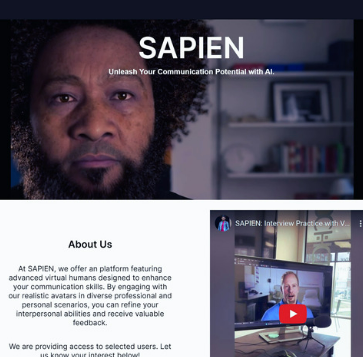 SAPIEN
Unleash Your Communication Potential with AI.
SAPIEN: Interview Practice with V...
About Us
At SAPIEN, we offer an platform featuring
advanced virtual humans designed to enhance
your communication skills. By engaging with
our realistic avatars in diverse professional and
personal scenarios, you can refine your
interpersonal abilities and receive valuable
feedback.
We are providing access to selected users. Let
us know your interest below!